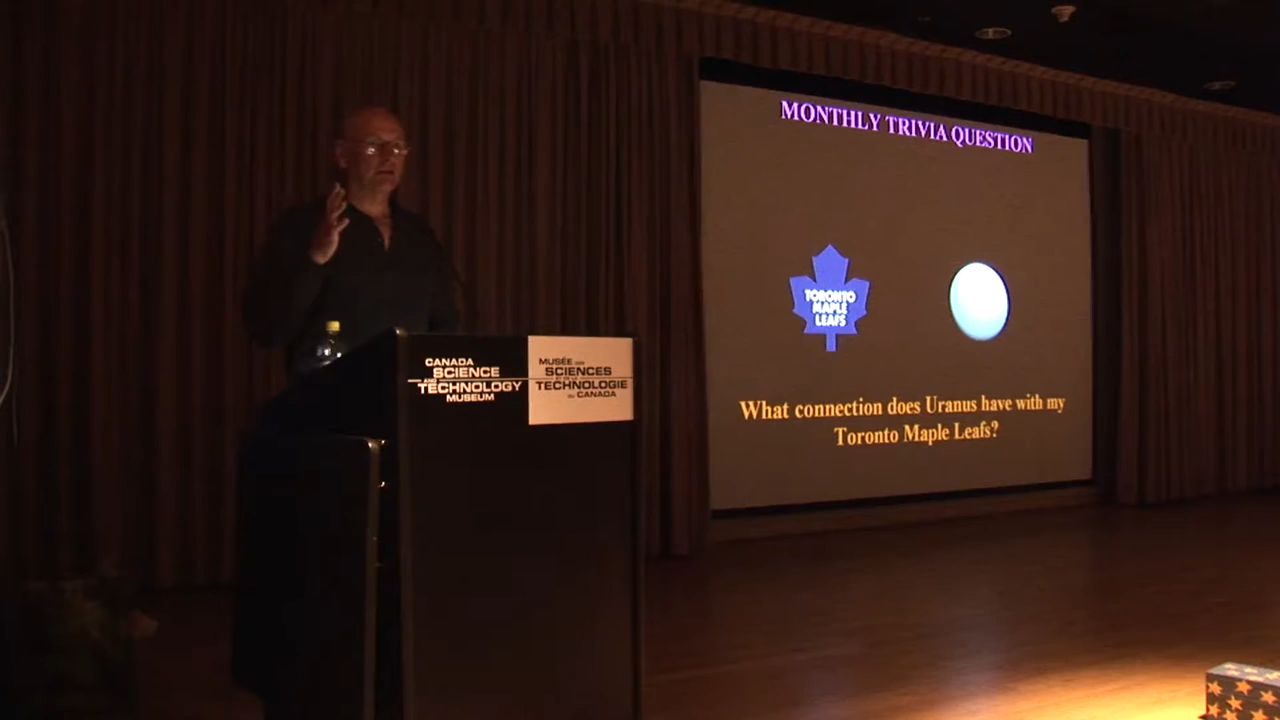 MONTHLY TRIVIA QUESTION
TORONTO
MAPLE
LEAFS
What connection does Uranus have with my
Toronto Maple Leafs?
CANADA
SCIENCE
AND TECHNOLOGY
MUSEUM
MUSÉE DES
SCIENCES
ET DE LA
TECHNOLOGIE
DU CANADA